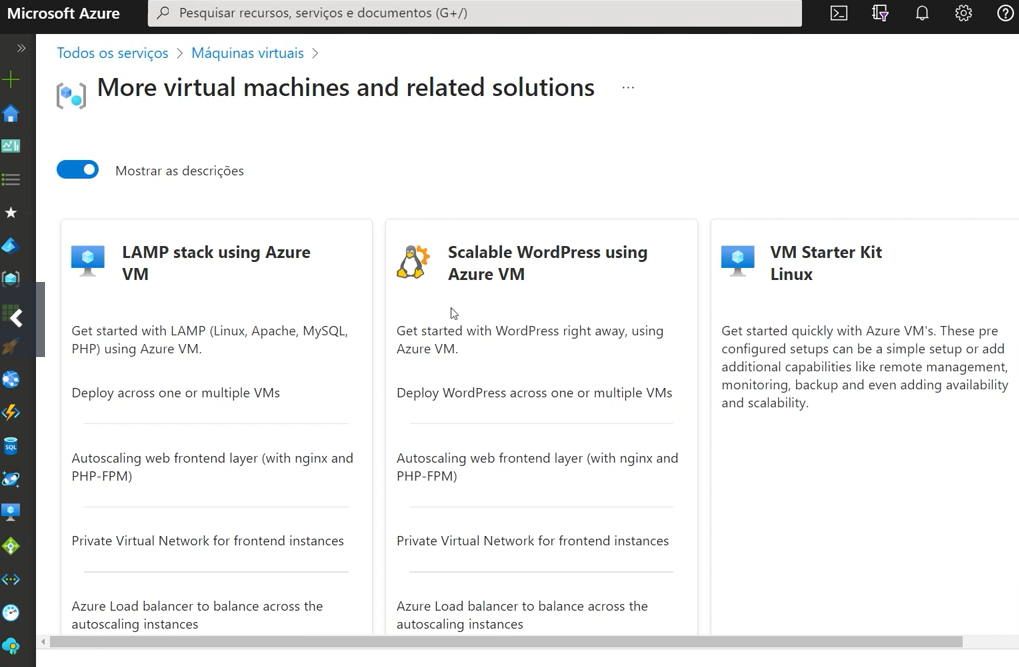 Microsoft Azure
Pesquisar recursos, serviços e documentos (G+/)
Todos os serviços > Máquinas virtuais >
More virtual machines and related solutions ...
Mostrar as descrições
LAMP stack using Azure
VM
Get started with LAMP (Linux, Apache, MySQL,
PHP) using Azure VM.
Deploy across one or multiple VMs
Autoscaling web frontend layer (with nginx and
PHP-FPM)
Private Virtual Network for frontend instances
Azure Load balancer to balance across the
autoscaling instances
Scalable WordPress using
Azure VM
Get started with WordPress right away, using
Azure VM.
Deploy WordPress across one or multiple VMs
Autoscaling web frontend layer (with nginx and
PHP-FPM)
Private Virtual Network for frontend instances
Azure Load balancer to balance across the
autoscaling instances
VM Starter Kit
Linux
Get started quickly with Azure VM's. These pre
configured setups can be a simple setup or add
additional capabilities like remote management,
monitoring, backup and even adding availability
and scalability.
SQL